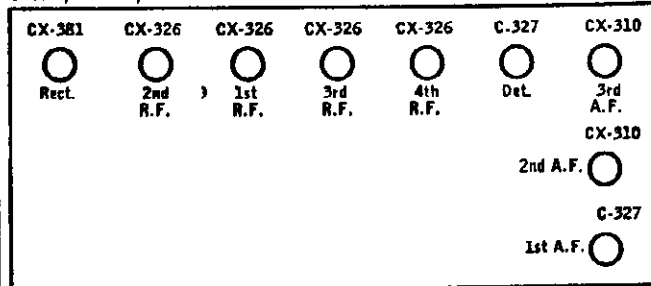 CX-381 CX-326 CX-326 CX-326 CX-326 C.327 CX-310
Rect. 2nd 1st 3rd 4th Det. 3rd
R.F. R.F. R.F. R.F. A.F.
CX-310
2nd A.F.
C-327
1st A.F.